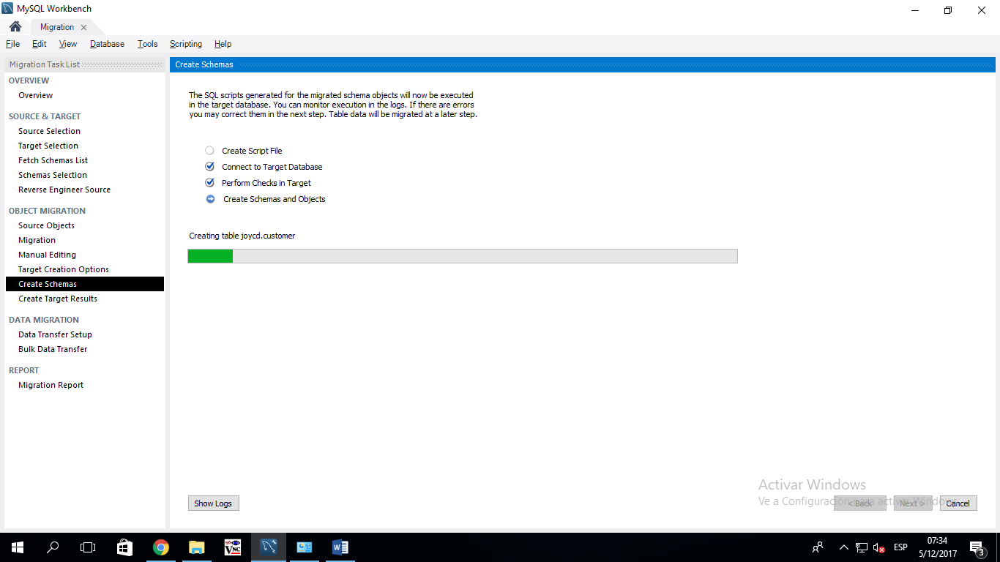 MySQL Workbench
Migration
File Edit View Database Tools Scripting Help
Migration Task List
OVERVIEW
Overview
SOURCE & TARGET
Source Selection
Target Selection
Fetch Schemas List
Schemas Selection
Reverse Engineer Source
OBJECT MIGRATION
Source Objects
Migration
Manual Editing
Target Creation Options
Create Schemas
Create Target Results
DATA MIGRATION
Data Transfer Setup
Bulk Data Transfer
REPORT
Migration Report
Create Schemas
The SQL scripts generated for the migrated schema objects will now be executed
in the target database. You can monitor execution in the logs. If there are errors
you may correct them in the next step. Table data will be migrated at a later step.
Create Script File
Connect to Target Database
Perform Checks in Target
Create Schemas and Objects
Creating table joycd.customer
Activar Windows
Ve a Configuración para activar Windows.
Show Logs
< Back
Next >
Cancel
VNC
ESP
07:34
5/12/2017
3